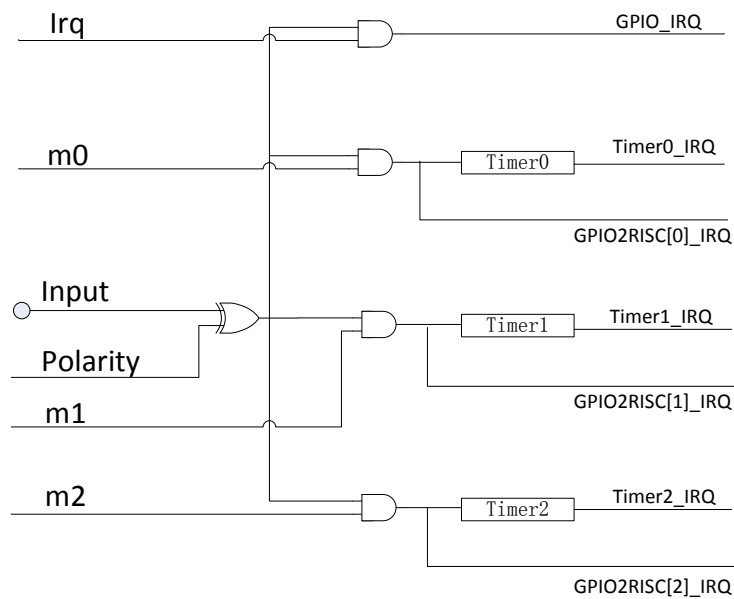 Irq
GPIO_IRQ
m0
Timer0
Timer0_IRQ
GPIO2RISC[0]_IRQ
Input
Timer1
Timer1_IRQ
Polarity
GPIO2RISC[1]_IRQ
m1
m2
Timer2
Timer2_IRQ
GPIO2RISC[2]_IRQ